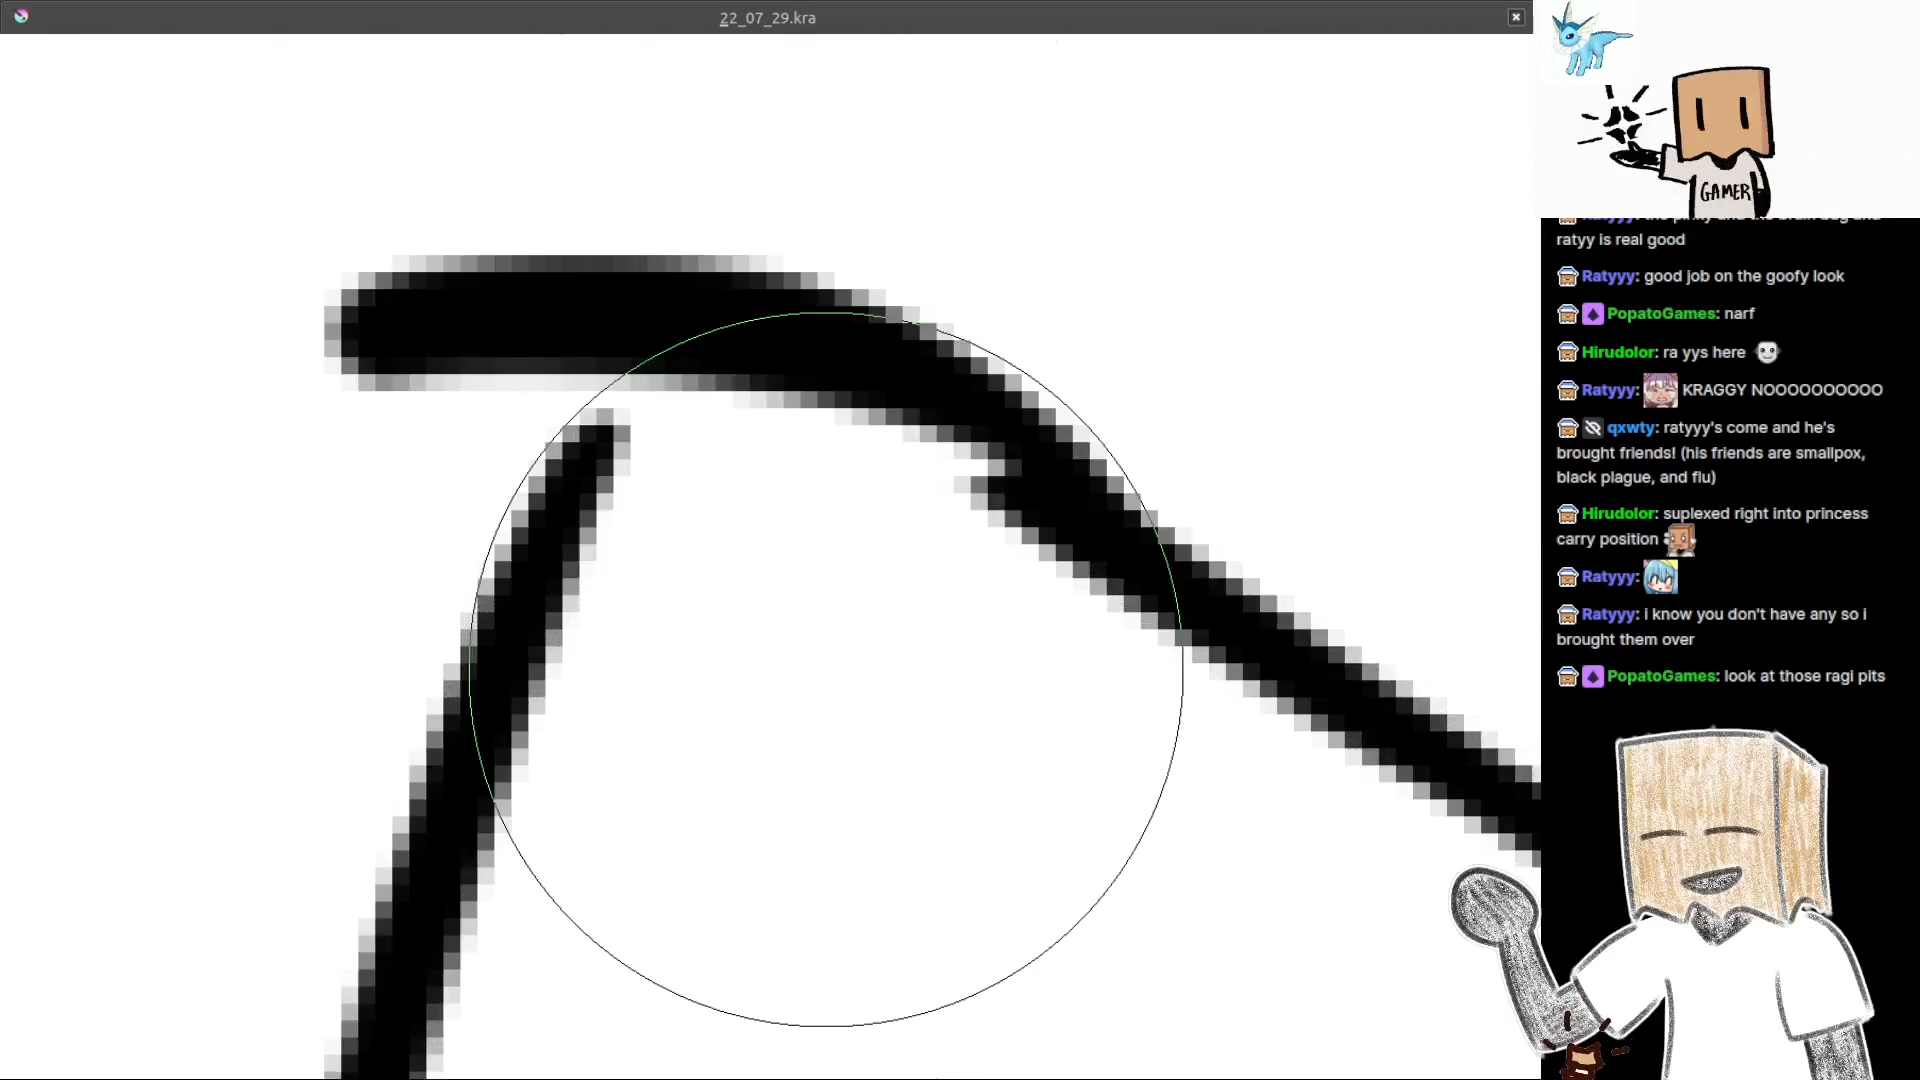 22_07_29.kra
GAMER
ratyy is real good
Ratyyy: good job on the goofy look
PopatoGames: narf
Hirudolor: ra yys here
Ratyyy: KRAGGY NOOOOOOOOOO
qxwty: ratyyy's come and he's
brought friends! (his friends are smallpox,
black plague, and flu)
Hirudolor: suplexed right into princess
carry position
Ratyyy:
Ratyyy: i know you don't have any so i
brought them over
PopatoGames: look at those ragi pits